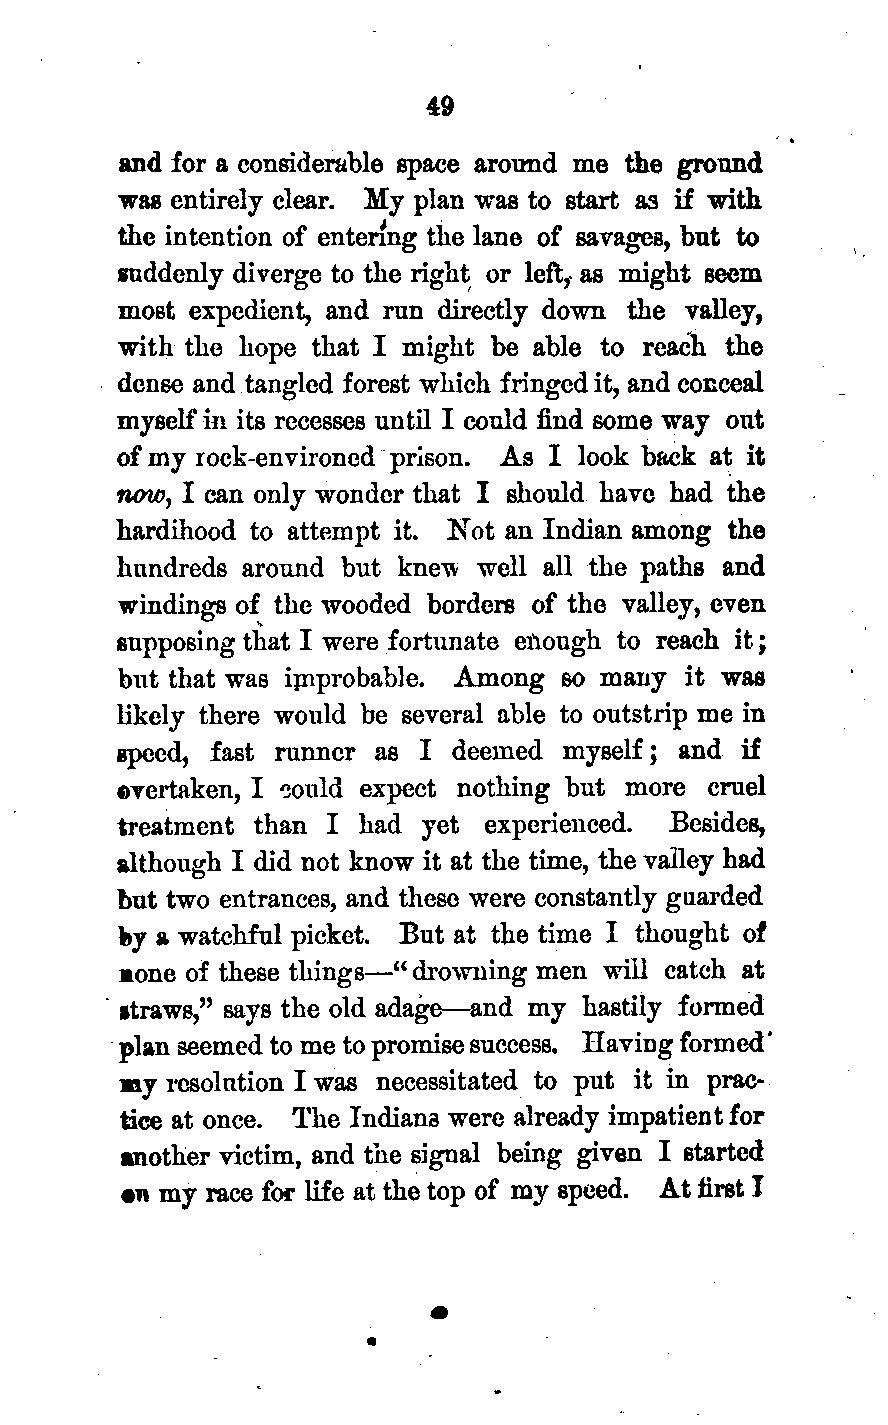 49
and for a considerable space around me the ground
was entirely clear. My plan was to start as if with
the intention of entering the lane of savages, but to
suddenly diverge to the right or left, as might seem
most expedient, and run directly down the valley,
with the hope that I might be able to reach the
dense and tangled forest which fringed it, and conceal
myself in its recesses until I could find some way out
of my rock-environed prison. As I look back at it
now, I can only wonder that I should have had the
hardihood to attempt it. Not an Indian among the
hundreds around but knew well all the paths and
windings of the wooded borders of the valley, even
supposing that I were fortunate enough to reach it;
but that was improbable. Among so many it was
likely there would be several able to outstrip me in
speed, fast runner as I deemed myself; and if
overtaken, I could expect nothing but more cruel
treatment than I had yet experienced. Besides,
although I did not know it at the time, the valley had
but two entrances, and these were constantly guarded
by a watchful picket. But at the time I thought of
none of these things—“drowning men will catch at
straws,” says the old adage—and my hastily formed
plan seemed to me to promise success. Having formed
my resolution I was necessitated to put it in prac-
tice at once. The Indians were already impatient for
another victim, and the signal being given I started
on my race for life at the top of my speed. At first I